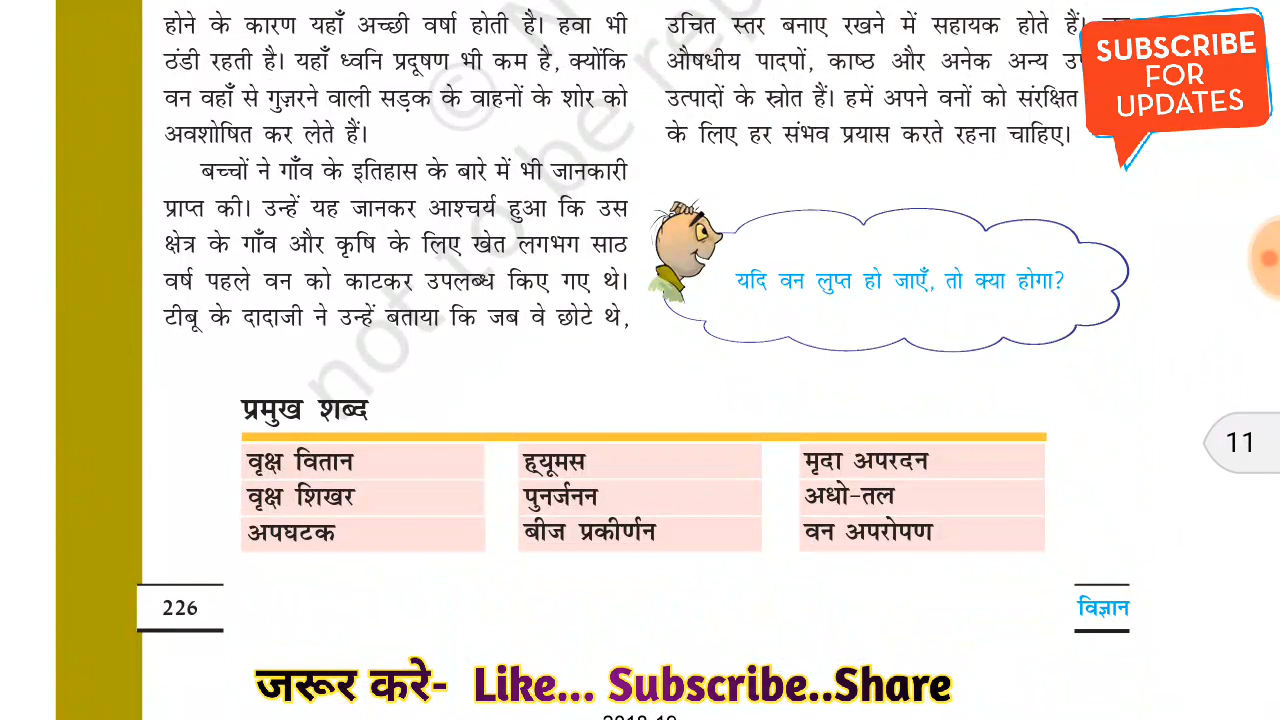 होने के कारण यहाँ अच्छी वर्षा होती है। हवा भी
ठंडी रहती है। यहाँ ध्वनि प्रदूषण भी कम है, क्योंकि
वन वहाँ से गुज़रने वाली सड़क के वाहनों के शोर को
अवशोषित कर लेते हैं।
बच्चों ने गाँव के इतिहास के बारे में भी जानकारी
प्राप्त की। उन्हें यह जानकर आश्चर्य हुआ कि उस
क्षेत्र के गाँव और कृषि के लिए खेत लगभग साठ
वर्ष पहले वन को काटकर उपलब्ध किए गए थे।
टीबू के दादाजी ने उन्हें बताया कि जब वे छोटे थे,
उचित स्तर बनाए रखने में सहायक होते हैं।
औषधीय पादपों, काष्ठ और अनेक अन्य
उत्पादों के स्रोत हैं। हमें अपने वनों को संरक्षित
के लिए हर संभव प्रयास करते रहना चाहिए।
SUBSCRIBE
FOR
UPDATES
यदि वन लुप्त हो जाएँ, तो क्या होगा?
not to be
11
प्रमुख शब्द
वृक्ष वितान ह्यूमस मृदा अपरदन
वृक्ष शिखर पुनर्जनन अधो-तल
अपघटक बीज प्रकीर्णन वन अपरोपण
226
विज्ञान
जरूर करे- Like... Subscribe..Share